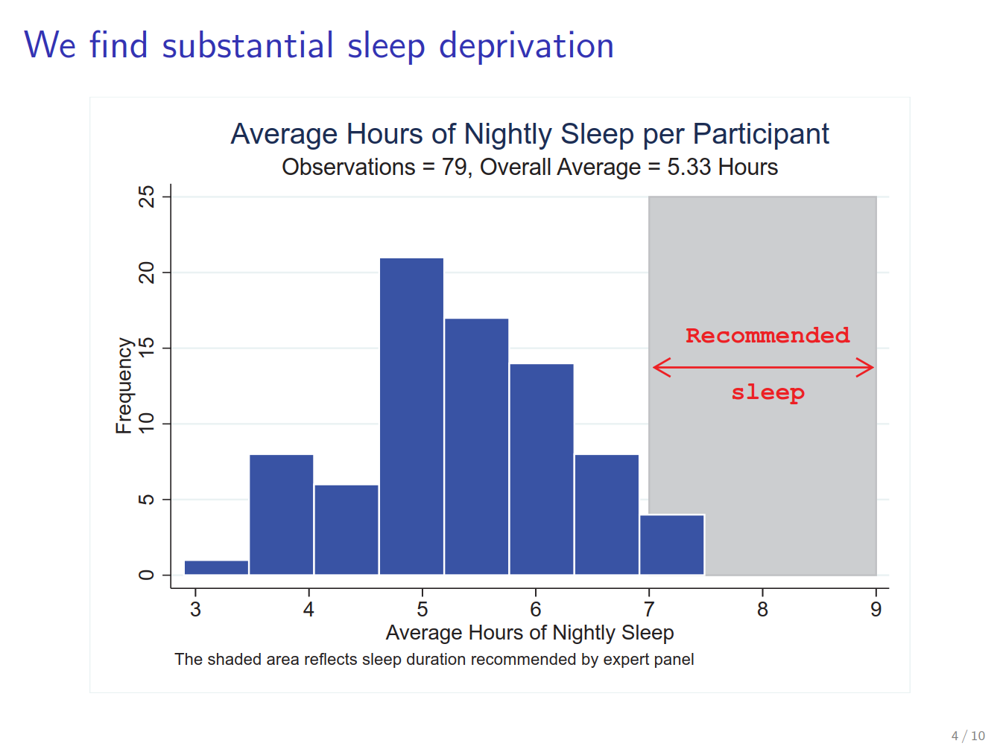 We find substantial sleep deprivation
Average Hours of Nightly Sleep per Participant
Observations = 79, Overall Average = 5.33 Hours
Frequency
25
20
15
10
5
0
Recommended
sleep
3 4 5 6 7 8 9
Average Hours of Nightly Sleep
The shaded area reflects sleep duration recommended by expert panel
4 / 10